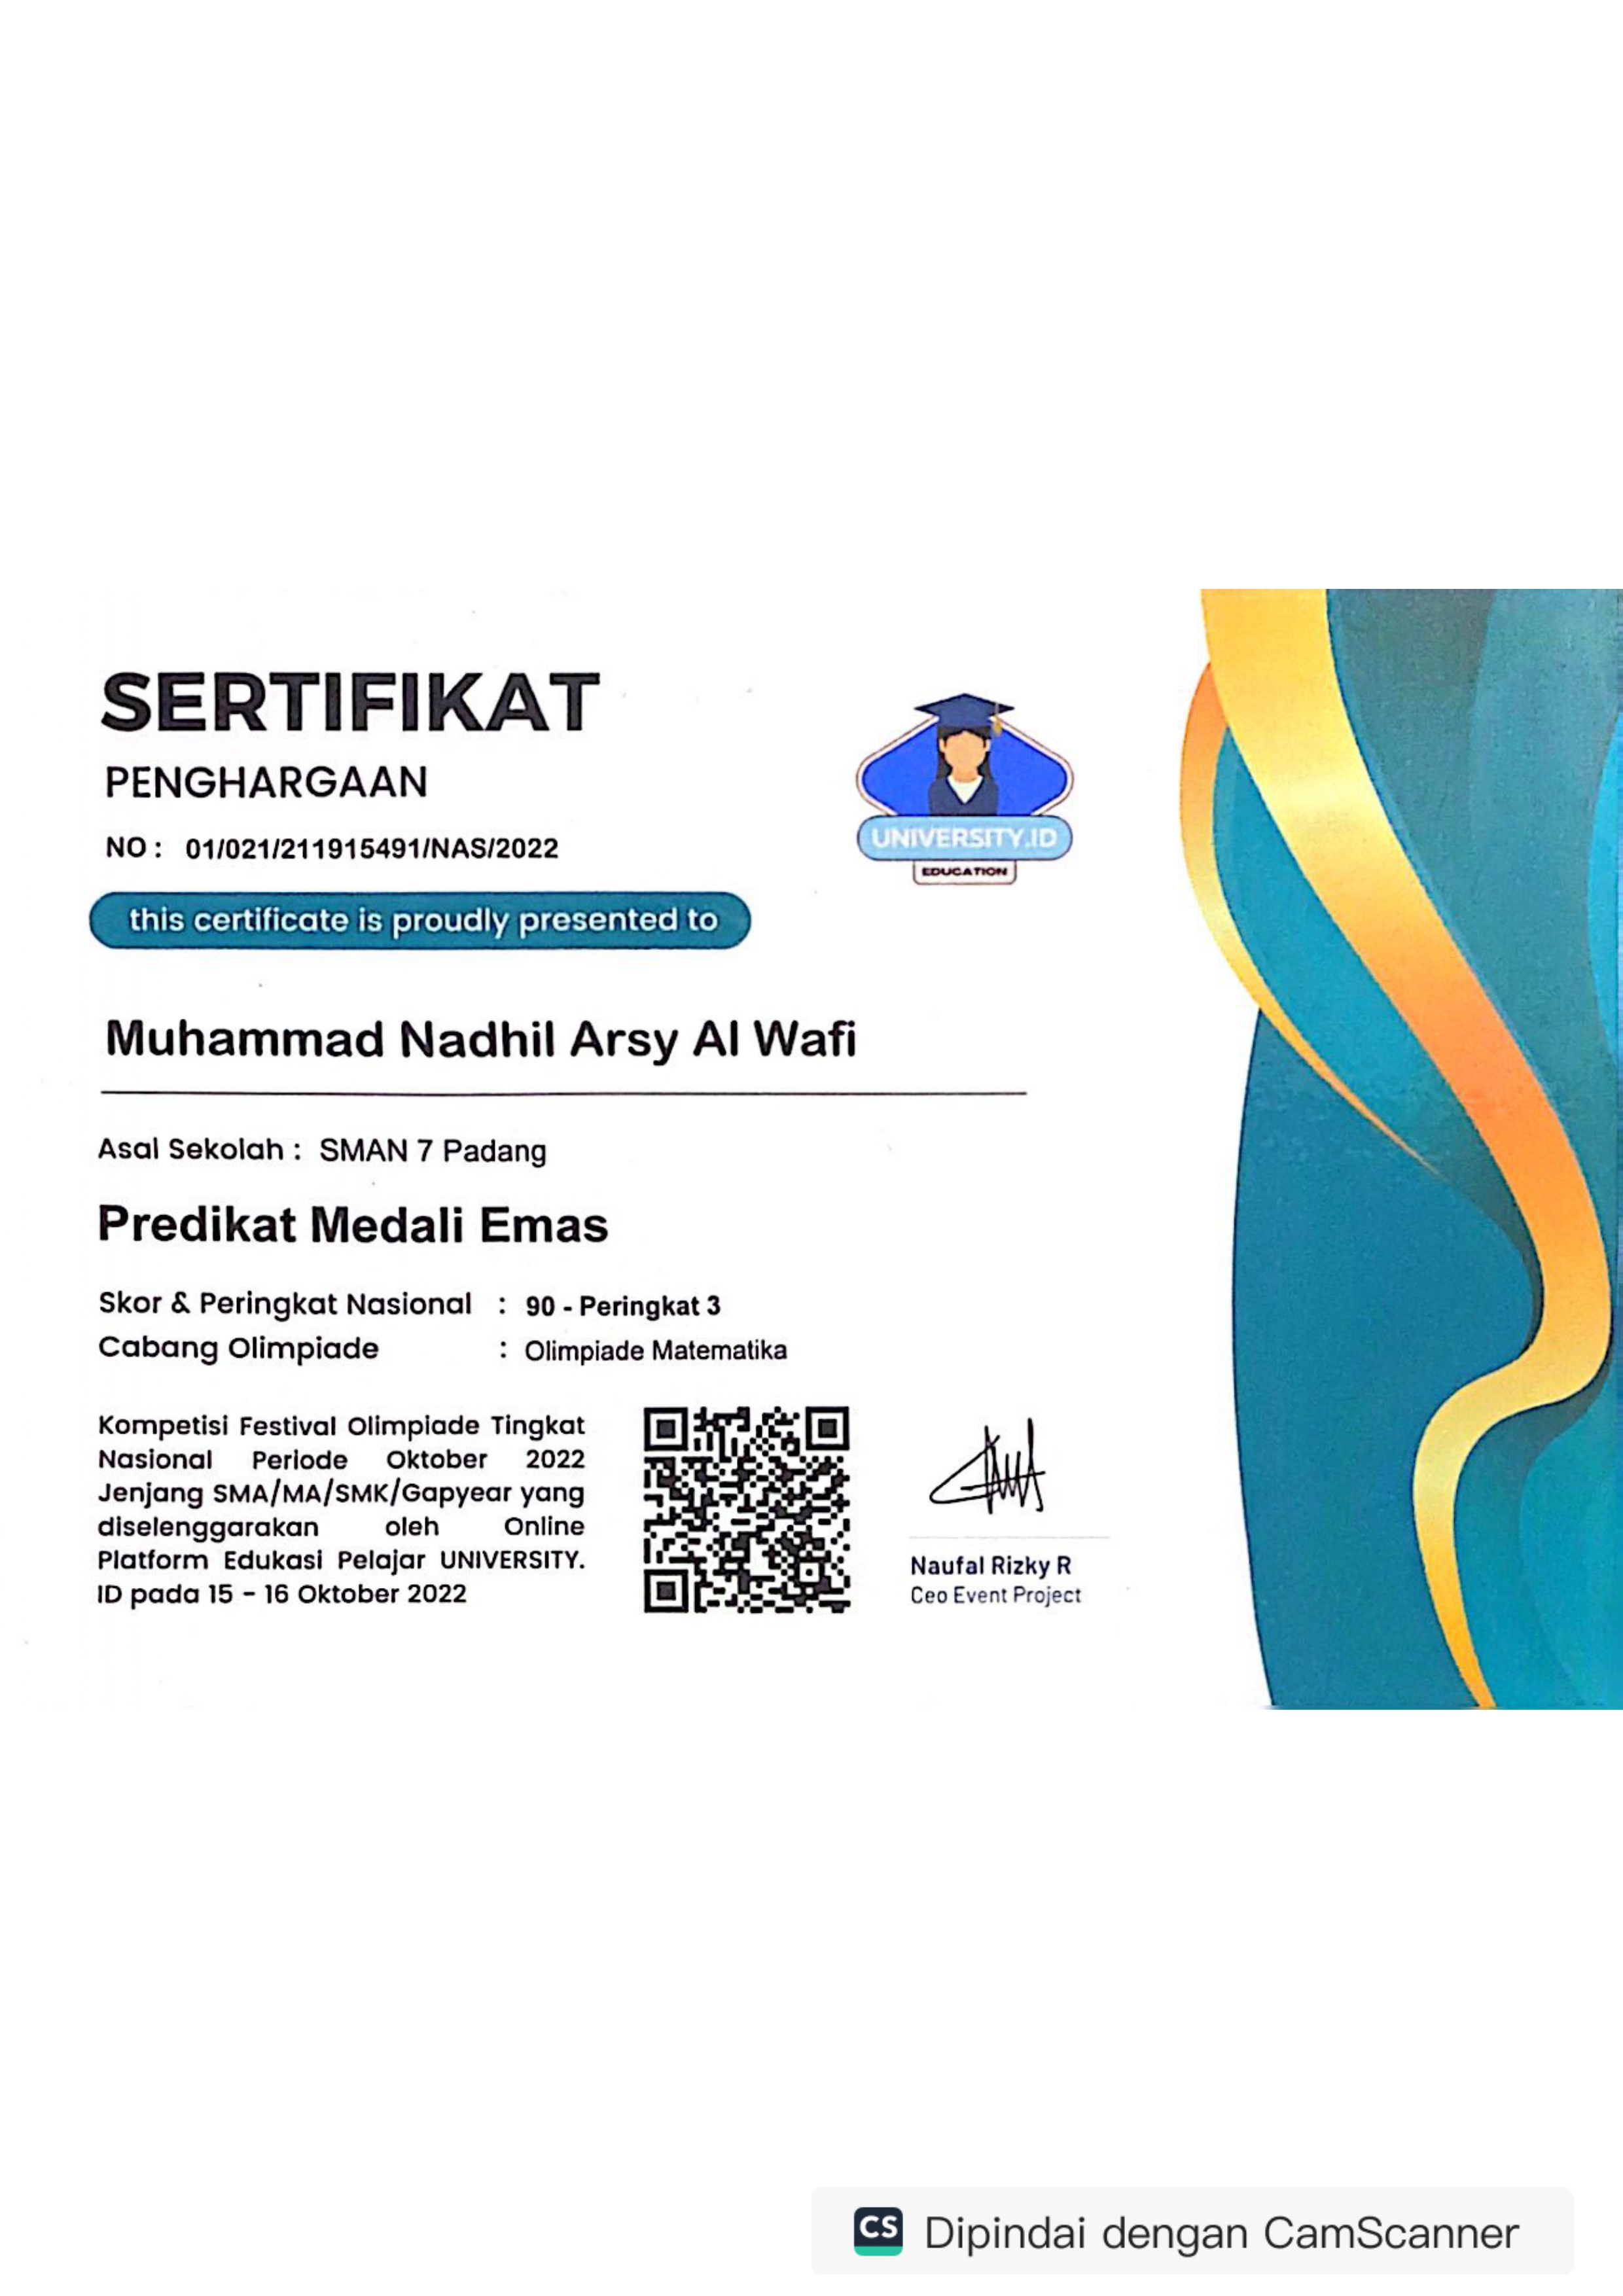 SERTIFIKAT
PENGHARGAAN
NO : 01/021/211915491/NAS/2022
this certificate is proudly presented to
UNIVERSITY.ID
EDUCATION
Muhammad Nadhil Arsy Al Wafi
Asal Sekolah : SMAN 7 Padang
Predikat Medali Emas
Skor & Peringkat Nasional : 90 - Peringkat 3
Cabang Olimpiade : Olimpiade Matematika
Kompetisi Festival Olimpiade Tingkat
Nasional Periode Oktober 2022
Jenjang SMA/MA/SMK/Gapyear yang
diselenggarakan oleh Online
Platform Edukasi Pelajar UNIVERSITY.
ID pada 15 - 16 Oktober 2022
Naufal Rizky R
Ceo Event Project
CS Dipindai dengan CamScanner